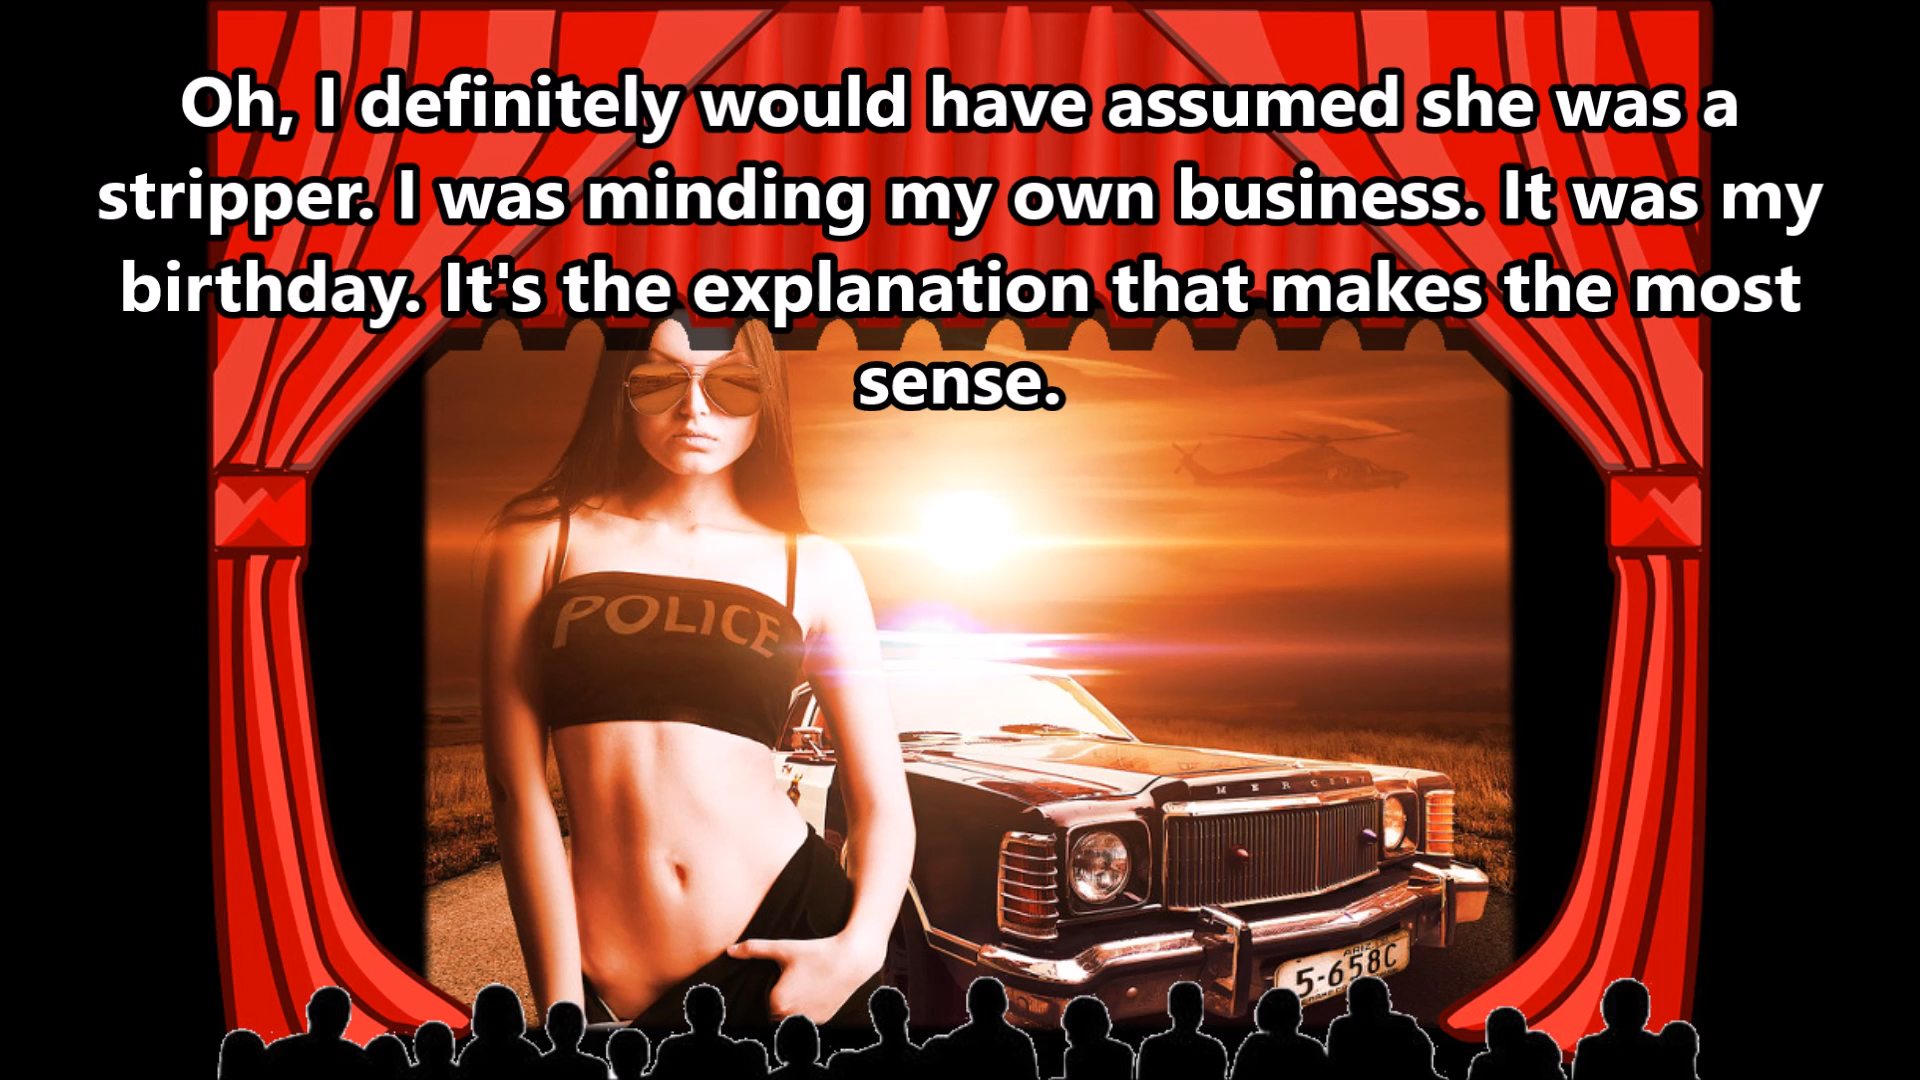 Oh, I definitely would have assumed she was a
stripper. I was minding my own business. It was my
birthday. It's the explanation that makes the most
sense.
POLICE
MERCURY
5-658C